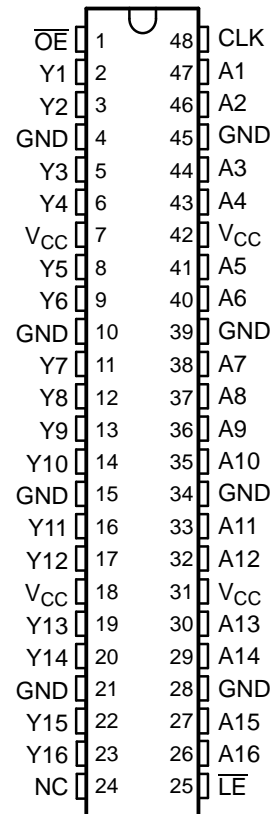 OE 1 48 CLK
Y1 2 47 A1
Y2 3 46 A2
GND 4 45 GND
Y3 5 44 A3
Y4 6 43 A4
VCC 7 42 VCC
Y5 8 41 A5
Y6 9 40 A6
GND 10 39 GND
Y7 11 38 A7
Y8 12 37 A8
Y9 13 36 A9
Y10 14 35 A10
GND 15 34 GND
Y11 16 33 A11
Y12 17 32 A12
VCC 18 31 VCC
Y13 19 30 A13
Y14 20 29 A14
GND 21 28 GND
Y15 22 27 A15
Y16 23 26 A16
NC 24 25 LE